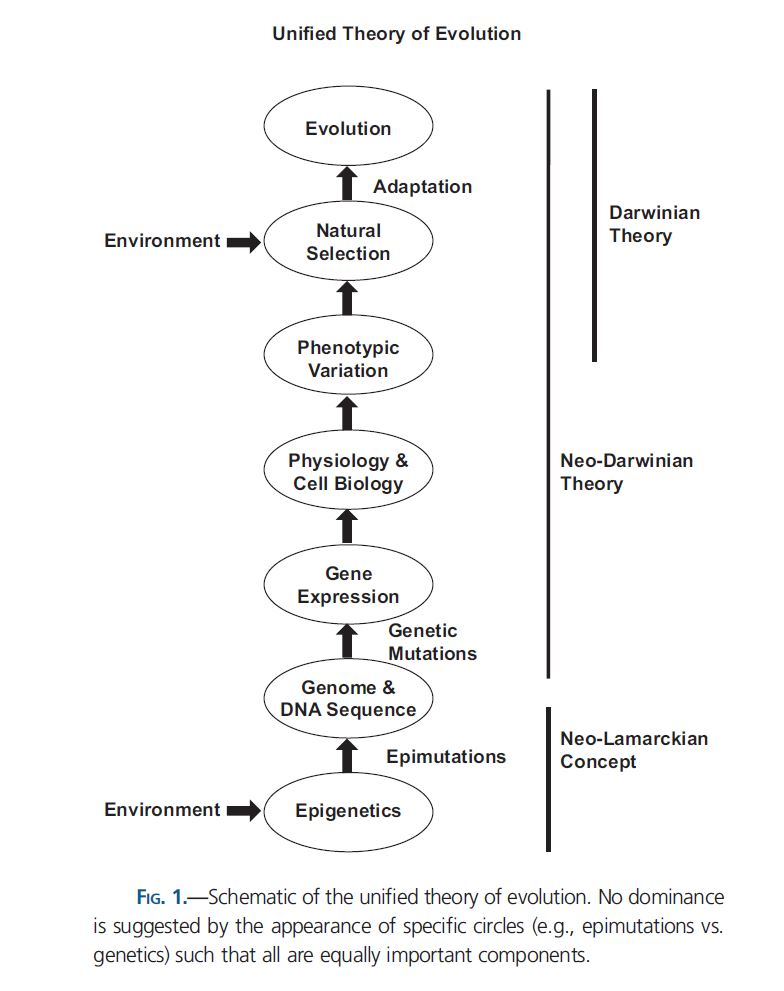 Unified Theory of Evolution
Evolution
Adaptation
Environment
Natural
Selection
Darwinian
Theory
Phenotypic
Variation
Physiology &
Cell Biology
Neo-Darwinian
Theory
Gene
Expression
Genetic
Mutations
Genome &
DNA Sequence
Epimutations
Neo-Lamarckian
Concept
Environment
Epigenetics
FIG. 1.—Schematic of the unified theory of evolution. No dominance
is suggested by the appearance of specific circles (e.g., epimutations vs.
genetics) such that all are equally important components.